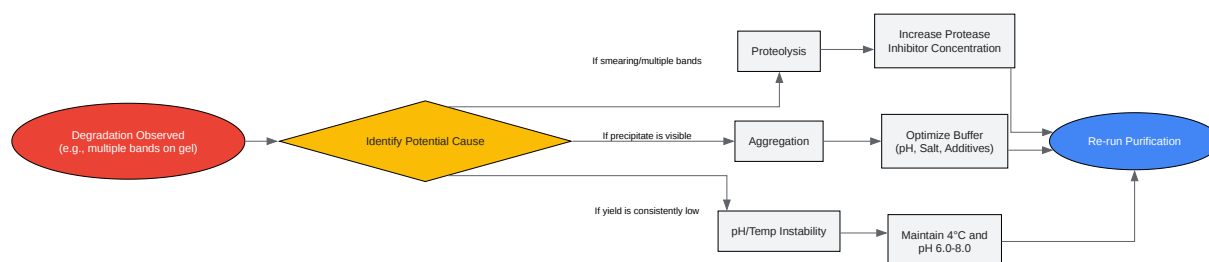 Degradation Observed
(e.g., multiple bands on gel)
Identify Potential Cause
If smearing/multiple bands
Proteolysis
Increase Protease
Inhibitor Concentration
If precipitate is visible
Aggregation
Optimize Buffer
(pH, Salt, Additives)
If yield is consistently low
pH/Temp Instability
Maintain 4°C and
pH 6.0-8.0
Re-run Purification